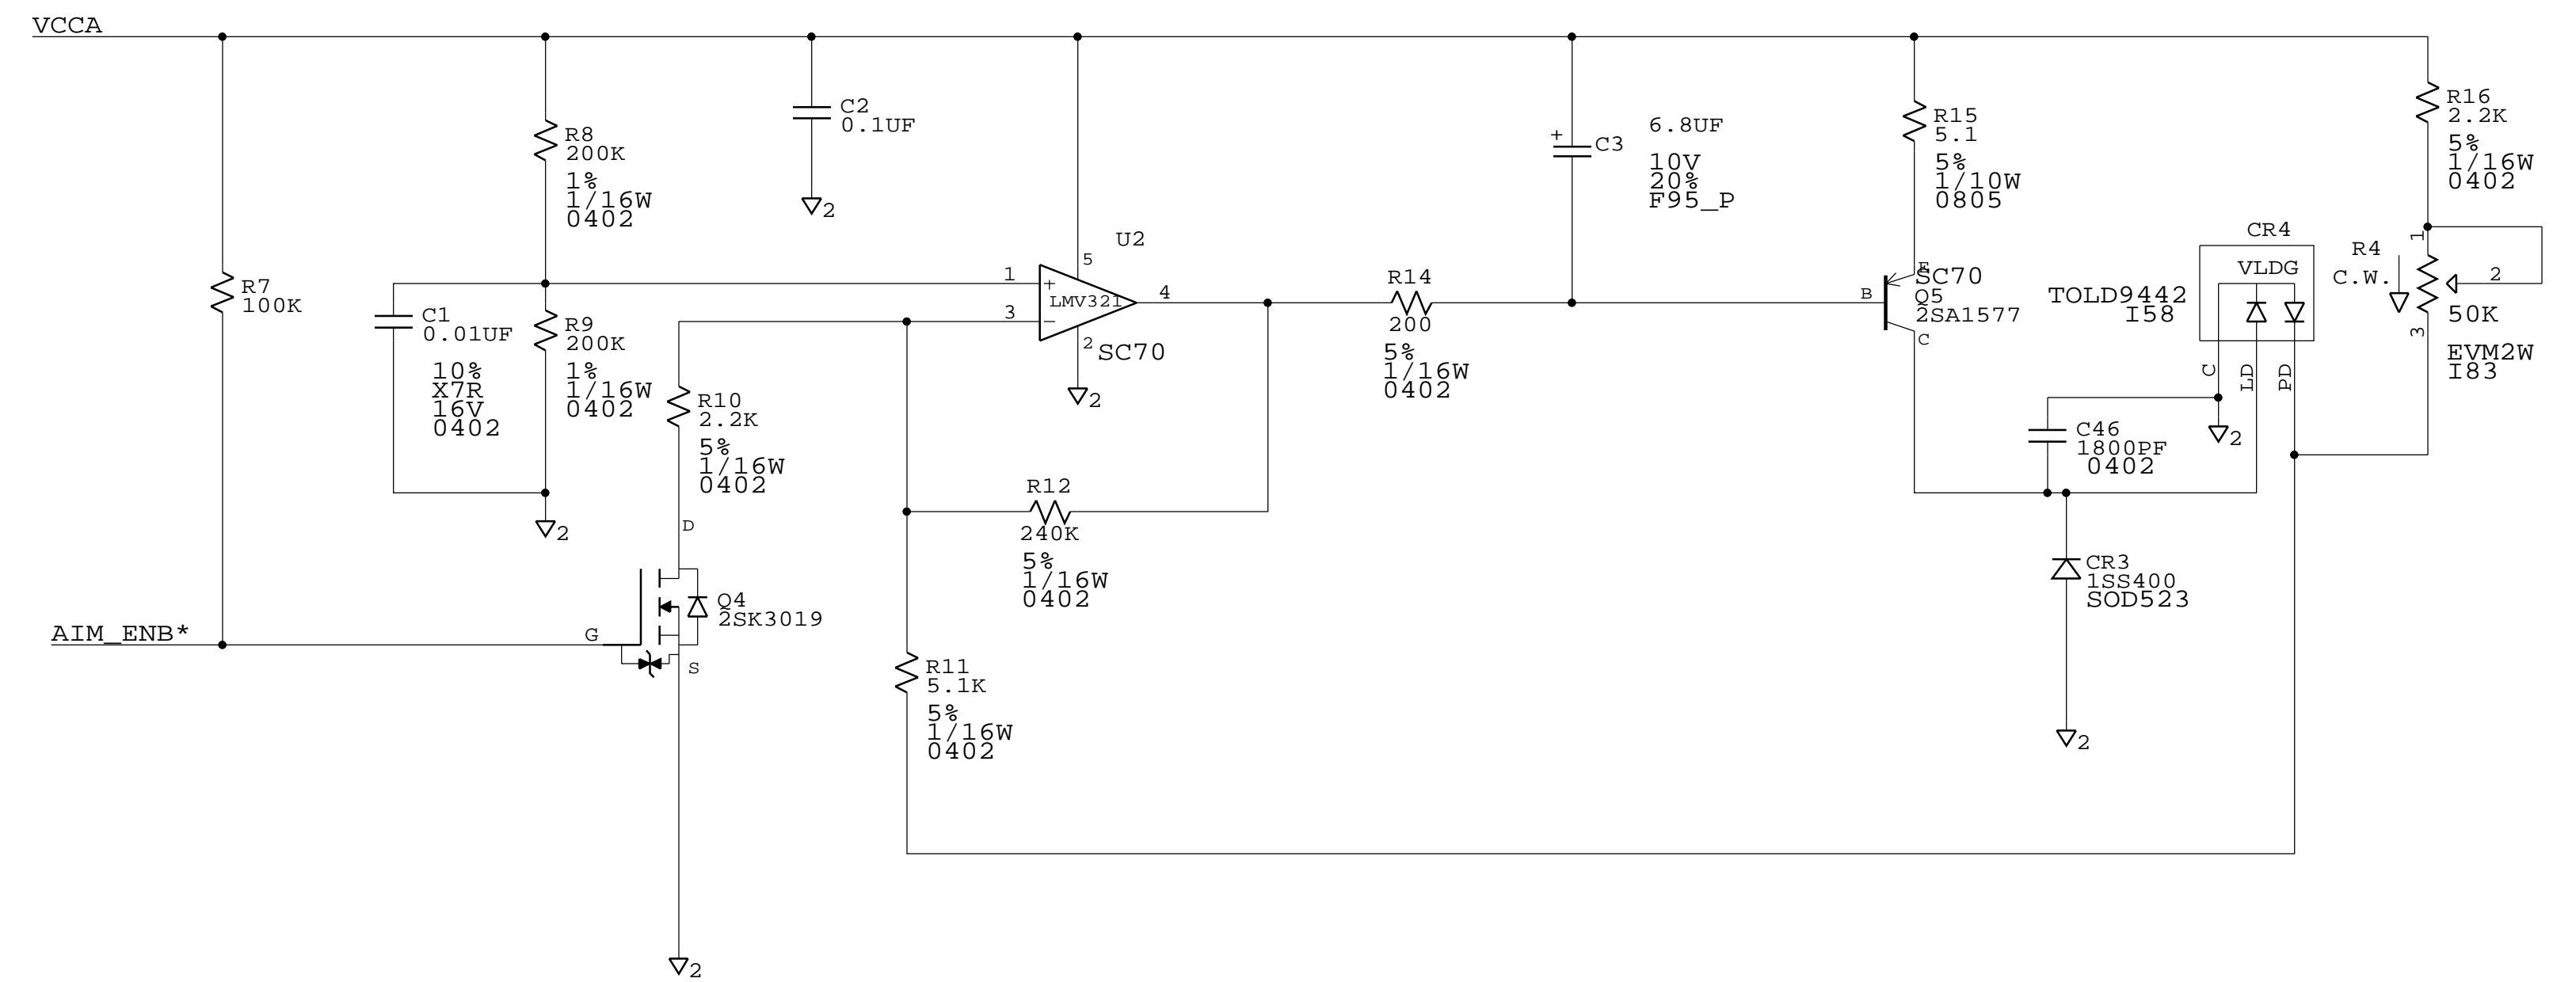 VCCA
R7
100K
AIM_ENB*
R8
200K
1%
1/16W
0402
C1
0.01UF
10%
X7R
16V
0402
R9
200K
1%
1/16W
0402
2
C2
0.1UF
2
R10
2.2K
5%
1/16W
0402
D
G
S
Q4
2SK3019
2
U2
1
3
5
4
2
+
−
LMV321
SC70
2
R12
240K
5%
1/16W
0402
R11
5.1K
5%
1/16W
0402
R14
200
5%
1/16W
0402
+
C3
6.8UF
10V
20%
F95_P
R15
5.1
5%
1/10W
0805
E
SC70
B
Q5
2SA1577
C
CR4
VLDG
TOLD9442
I58
C
LD
PD
2
C46
1800PF
0402
CR3
1SS400
SOD523
2
R16
2.2K
5%
1/16W
0402
R4
C.W.
1
2
3
50K
EVM2W
I83